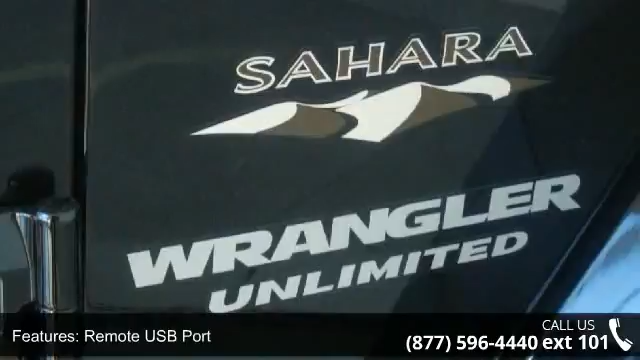 SAHARA
WRANGLER
UNLIMITED
Features: Remote USB Port
CALL US
(877) 596-4440 ext 101